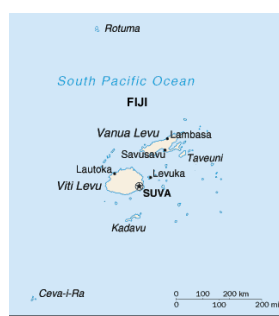 Rotuma
South Pacific Ocean
FIJI
Vanua Levu
Lambasa
Savusavu
Taveuni
Lautoka
Levuka
Viti Levu
SUVA
Kadavu
Ceva-i-Ra
0 100 200 km
0 100 200 mi